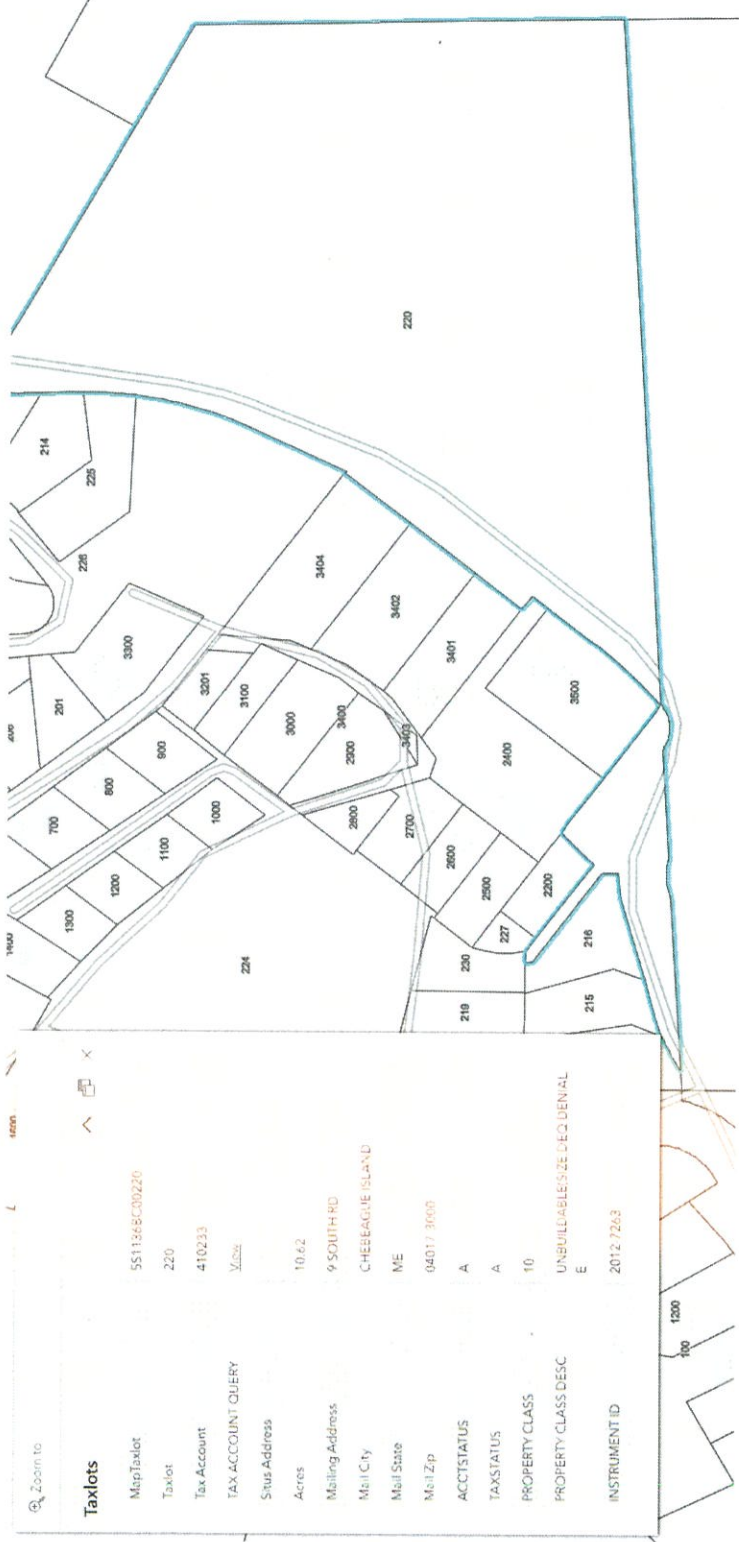 Zoom to
Taxlots
MapTaxlot 5S1136BC00220
Taxlot 220
Tax Account 410233
TAX ACCOUNT QUERY View
Situs Address
Acres 10.62
Mailing Address 9 SOUTH RD
Mail City CHEBEAGUE ISLAND
Mail State ME
Mail Zip 04017 3000
ACCTSTATUS A
TAXSTATUS A
PROPERTY CLASS 10
PROPERTY CLASS DESC UNBUILDABLE|SIZE DEQ DENIAL
E
INSTRUMENT ID 2012 7263
1400
700
201
226
214
1300
800
3300
225
1200
900
1100
1000
3201
3100
3404
224
3000
3400
3402
220
2900
3403
3401
2800
2700
219
230
2600
2500
2400
227
2200
3600
215
216
1200
100